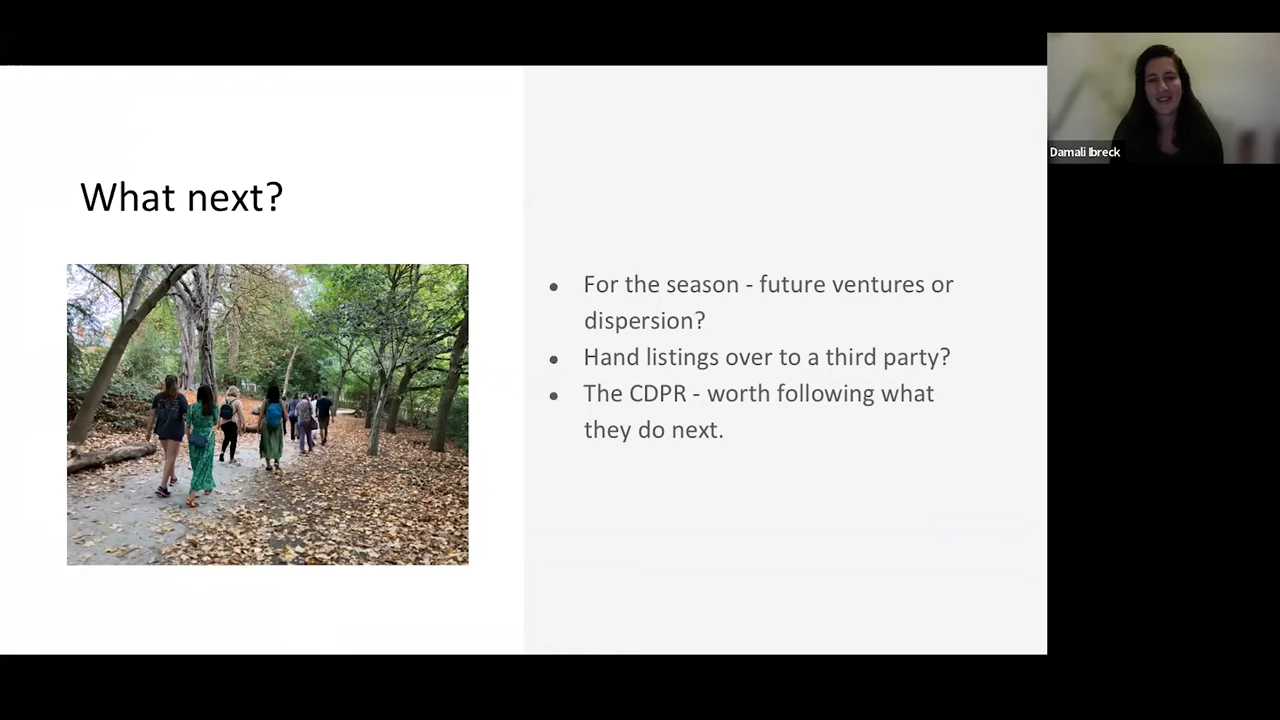 What next?
● For the season - future ventures or
dispersion?
● Hand listings over to a third party?
● The CDPR - worth following what
they do next.
Damali Ibreck